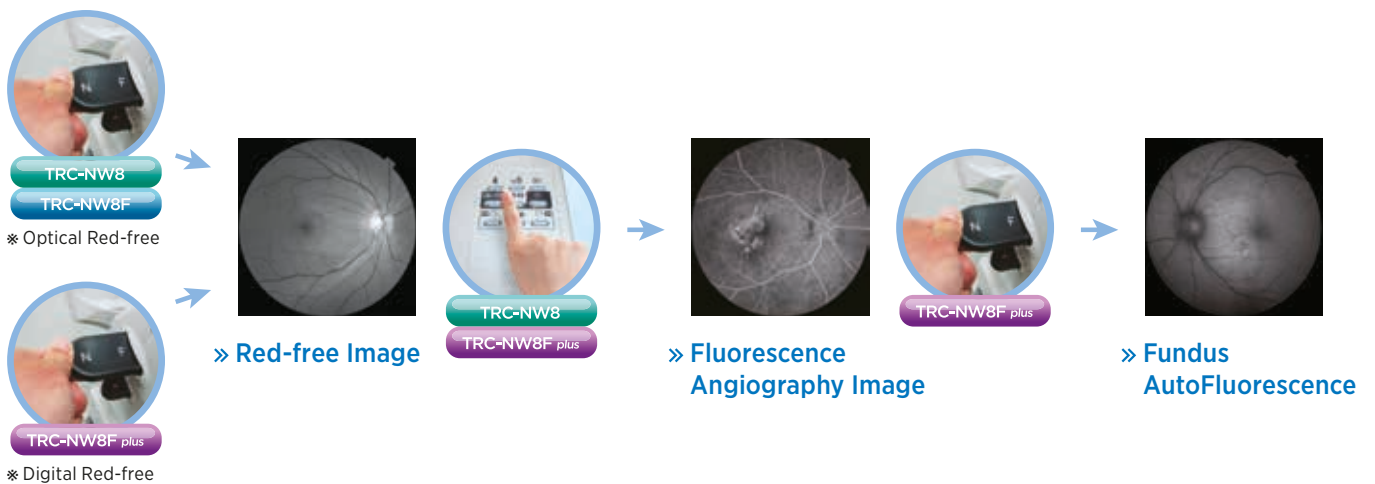 TRC-NW8
TRC-NW8F
※ Optical Red-free
TRC-NW8F plus
※ Digital Red-free
» Red-free Image
TRC-NW8
TRC-NW8F plus
» Fluorescence
Angiography Image
TRC-NW8F plus
» Fundus
AutoFluorescence